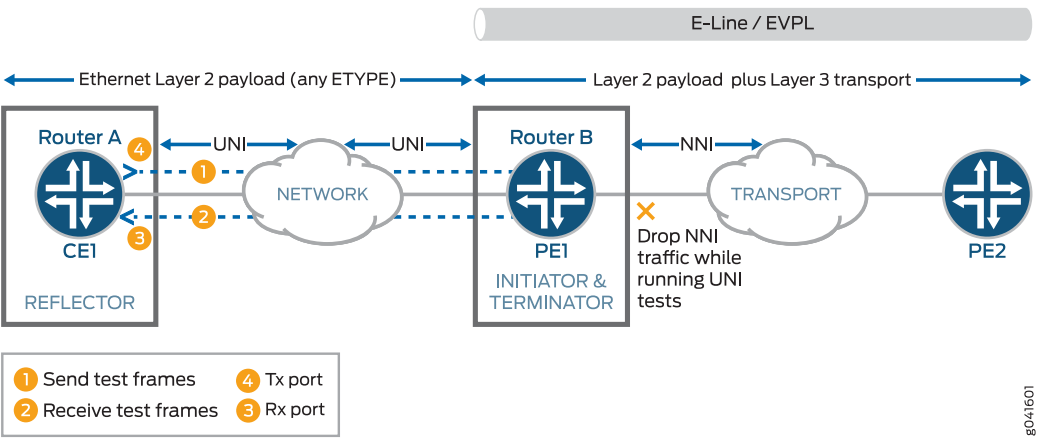 E-Line / EVPL
Ethernet Layer 2 payload (any ETYPE)
Layer 2 payload plus Layer 3 transport
Router A
4
UNI
UNI
Router B
NNI
1
NETWORK
TRANSPORT
2
3
CE1
PE1
Drop NNI
traffic while
running UNI
tests
PE2
REFLECTOR
INITIATOR &
TERMINATOR
1 Send test frames
4 Tx port
2 Receive test frames
3 Rx port
g041601